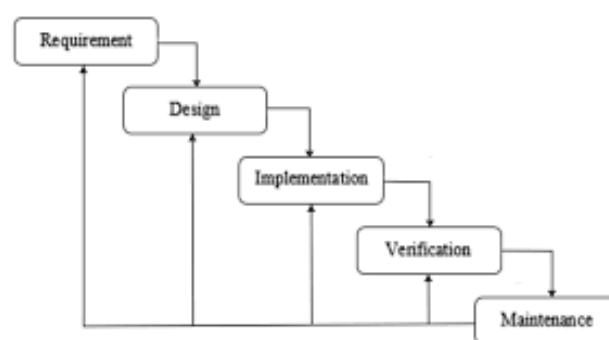 Requirement
Design
Implementation
Verification
Maintenance